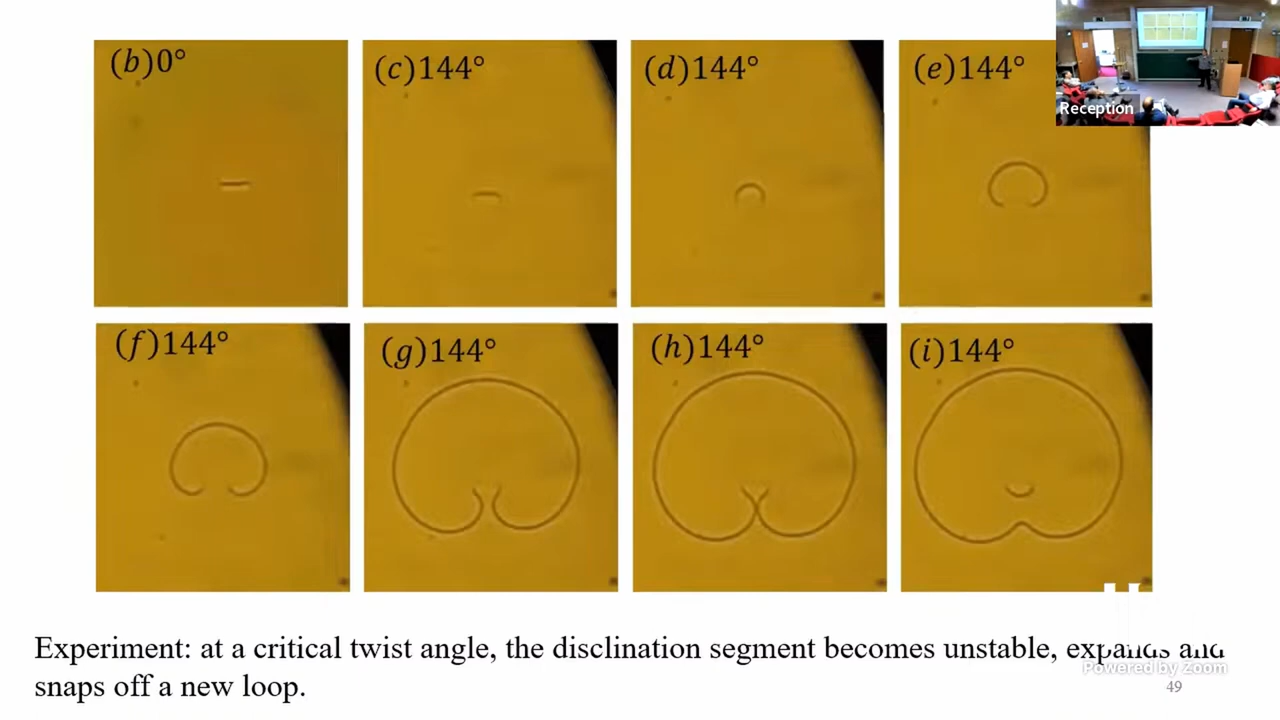 (b)0°
(c)144°
(d)144°
(e)144°
Reception
(f)144°
(g)144°
(h)144°
(i)144°
Experiment: at a critical twist angle, the disclination segment becomes unstable, expands and
snaps off a new loop.
Powered by Zoom
49